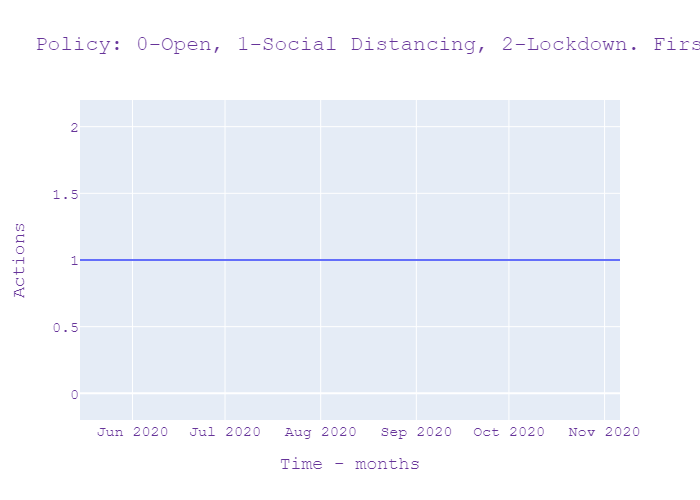 Policy: 0-Open, 1-Social Distancing, 2-Lockdown. Firs
2
1.5
1
0.5
0
Actions
Jun 2020 Jul 2020 Aug 2020 Sep 2020 Oct 2020 Nov 2020
Time - months